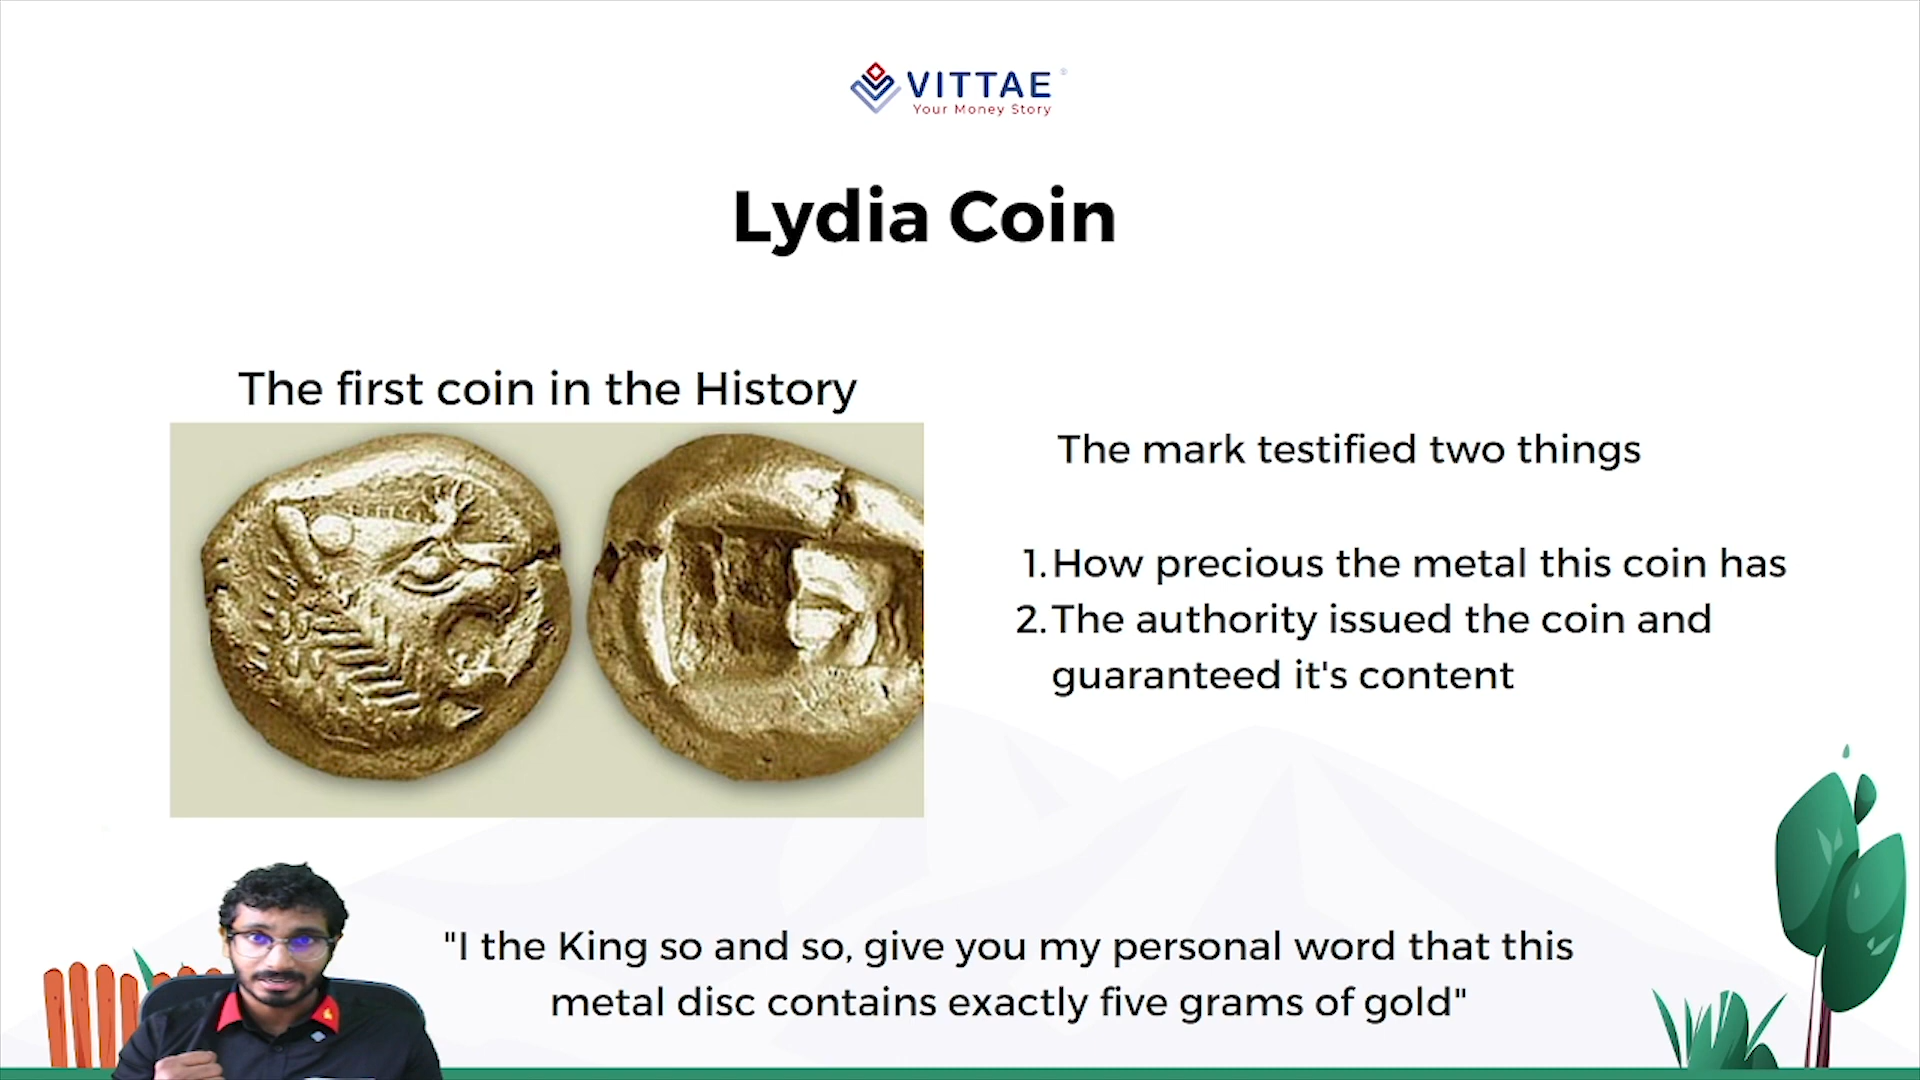 VITTAE ®
Your Money Story
Lydia Coin
The first coin in the History
The mark testified two things
1. How precious the metal this coin has
2. The authority issued the coin and
guaranteed it's content
"I the King so and so, give you my personal word that this
metal disc contains exactly five grams of gold"